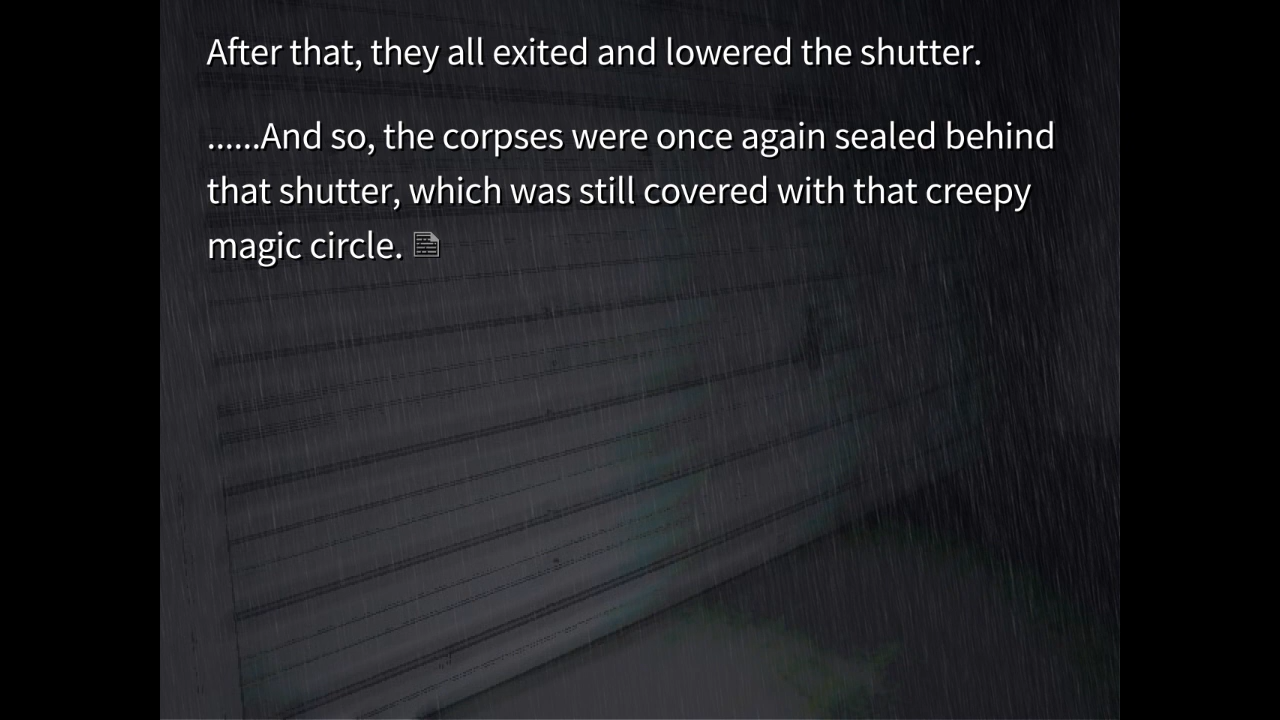 After that, they all exited and lowered the shutter.
......And so, the corpses were once again sealed behind
that shutter, which was still covered with that creepy
magic circle.